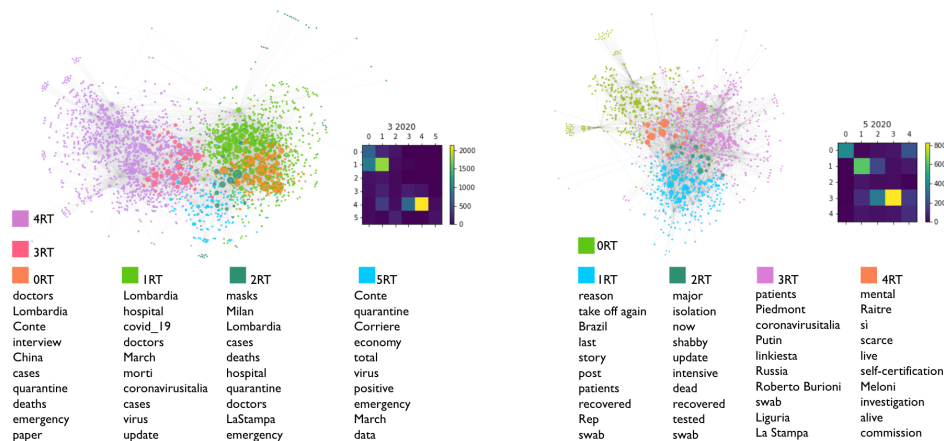 3 2020
0 1 2 3 4 5
0
1
2
3
4
5
2000
1500
1000
500
0
4RT
3RT
0RT
doctors
Lombardia
Conte
interview
China
cases
quarantine
deaths
emergency
paper
1RT
Lombardia
hospital
covid_19
doctors
March
morti
coronavirusitalia
cases
virus
update
2RT
masks
Milan
Lombardia
cases
deaths
hospital
quarantine
doctors
LaStampa
emergency
5RT
Conte
quarantine
Corriere
economy
total
virus
positive
emergency
March
data
5 2020
0 1 2 3 4
0
1
2
3
4
800
600
400
200
0
0RT
1RT
reason
take off again
Brazil
last
story
post
patients
recovered
Rep
swab
2RT
major
isolation
now
shabby
update
intensive
dead
recovered
tested
swab
3RT
patients
Piedmont
coronavirusitalia
Putin
linkiesta
Russia
Roberto Burioni
swab
Liguria
La Stampa
4RT
mental
Raitre
sì
scarce
live
self-certification
Meloni
investigation
alive
commission